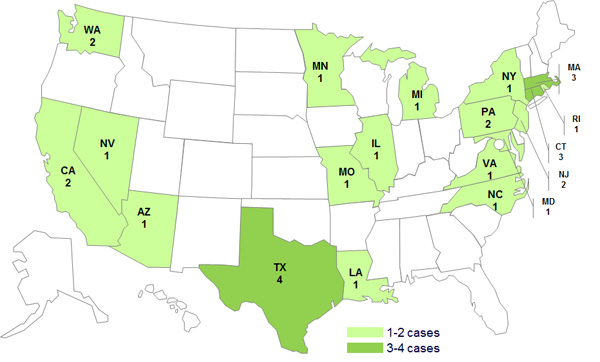 WA
2
MN
1
MI
1
NY
1
MA
3
RI
1
PA
2
CT
3
NJ
2
MD
1
NV
1
CA
2
IL
1
MO
1
VA
1
NC
1
AZ
1
TX
4
LA
1
1-2 cases
3-4 cases